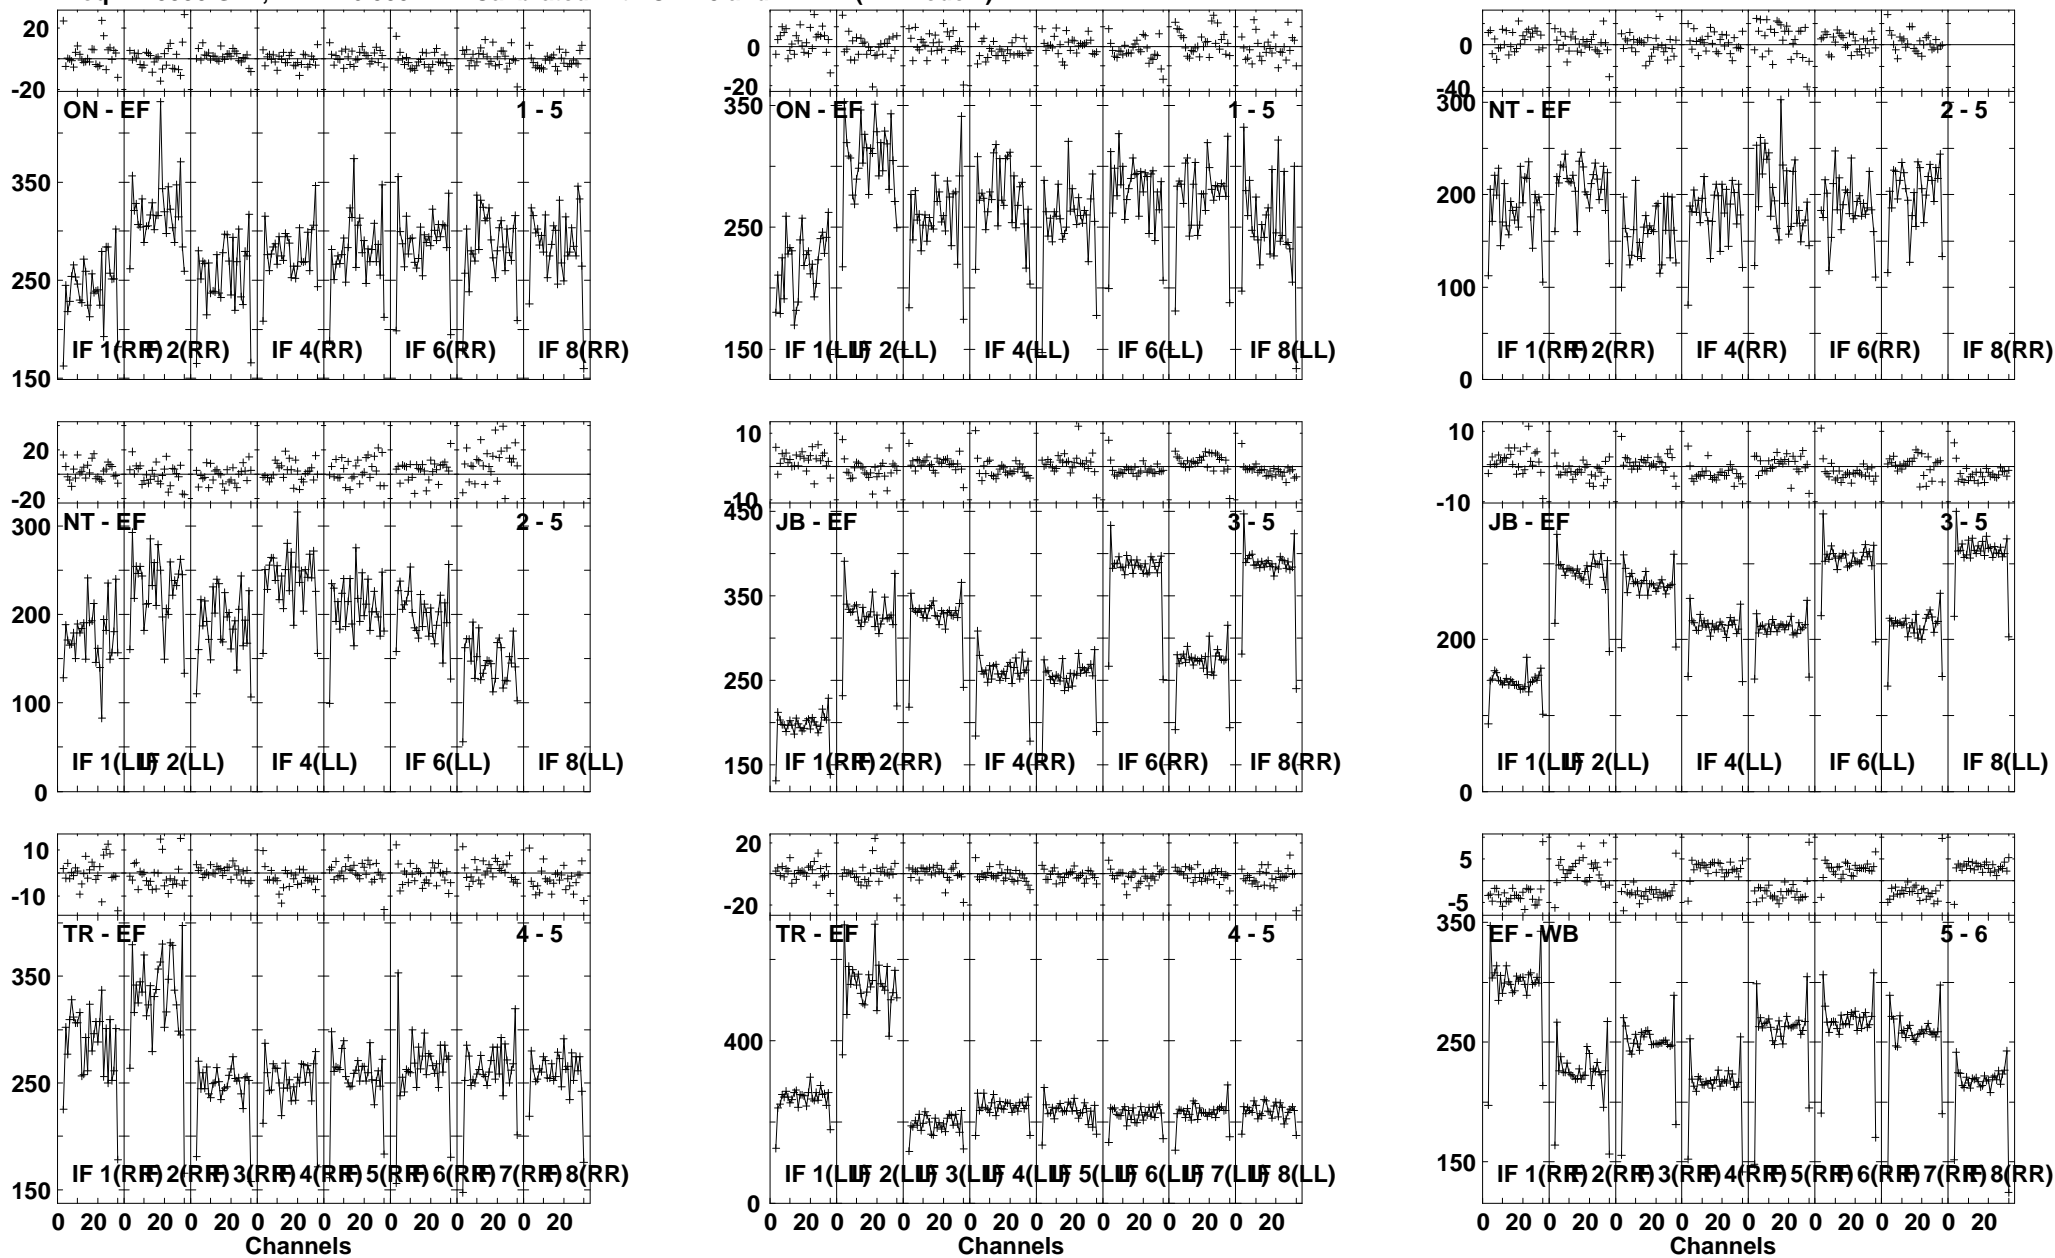 20
0
-20
ON - EF 1 - 5
350
250
150
IF 1(RR) IF 2(RR) IF 4(RR) IF 6(RR) IF 8(RR)
0
-20
350
ON - EF 1 - 5
250
150
IF 1(LL) IF 2(LL) IF 4(LL) IF 6(LL) IF 8(LL)
0
-40
300
NT - EF 2 - 5
200
100
0
IF 1(RR) IF 2(RR) IF 4(RR) IF 6(RR) IF 8(RR)
20
-20
300
NT - EF 2 - 5
200
100
0
IF 1(LL) IF 2(LL) IF 4(LL) IF 6(LL) IF 8(LL)
10
-10
450
JB - EF 3 - 5
350
250
150
IF 1(RR) IF 2(RR) IF 4(RR) IF 6(RR) IF 8(RR)
10
-10
JB - EF 3 - 5
200
0
IF 1(LL) IF 2(LL) IF 4(LL) IF 6(LL) IF 8(LL)
10
-10
TR - EF 4 - 5
350
250
150
IF 1(RR) IF 2(RR) IF 3(RR) IF 4(RR) IF 5(RR) IF 6(RR) IF 7(RR) IF 8(RR)
0 20 0 20 0 20 0 20 0 20 0 20 0 20 0 20
Channels
20
-20
TR - EF 4 - 5
400
0
IF 1(LL) IF 2(LL) IF 3(LL) IF 4(LL) IF 5(LL) IF 6(LL) IF 7(LL) IF 8(LL)
0 20 0 20 0 20 0 20 0 20 0 20 0 20 0 20
Channels
5
-5
350
EF - WB 5 - 6
250
150
IF 1(RR) IF 2(RR) IF 3(RR) IF 4(RR) IF 5(RR) IF 6(RR) IF 7(RR) IF 8(RR)
0 20 0 20 0 20 0 20 0 20 0 20 0 20 0 20
Channels